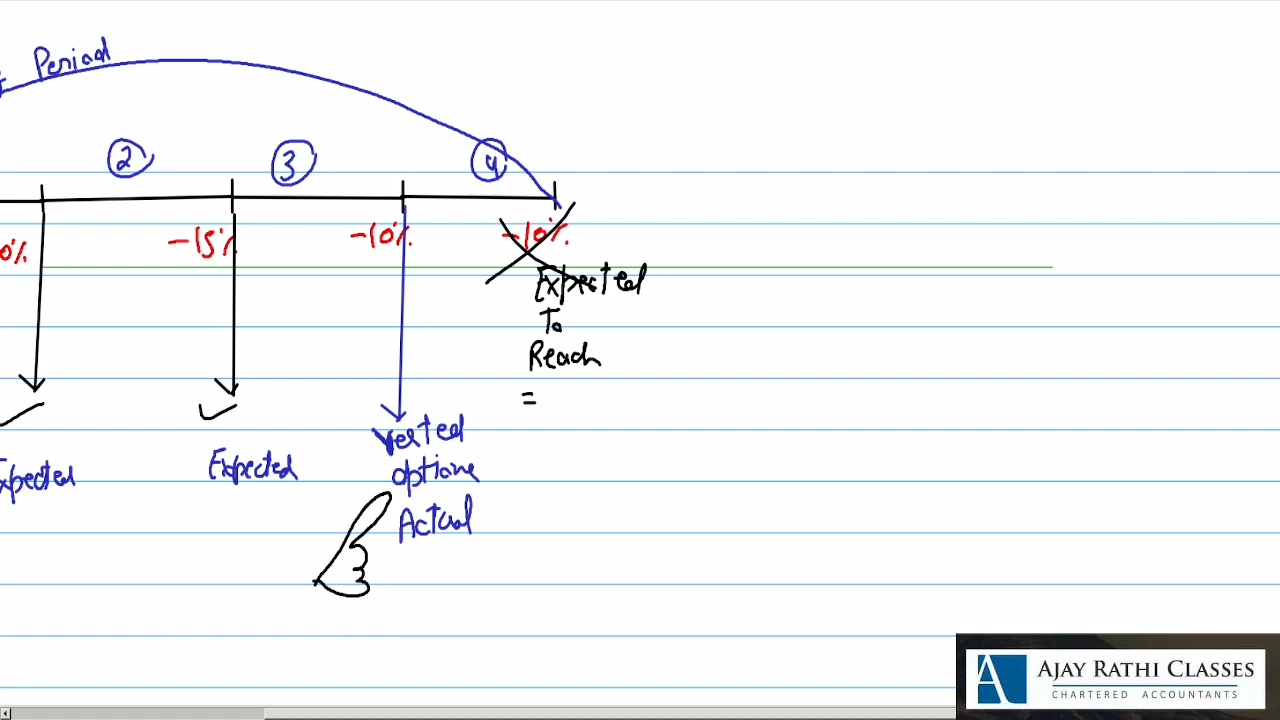 Period
2 3 4
0% -15% -10% -10%
Expected
To
Reach
=
Vested
options
Actual
Expected
Expected
AJAY RATHI CLASSES
CHARTERED ACCOUNTANTS